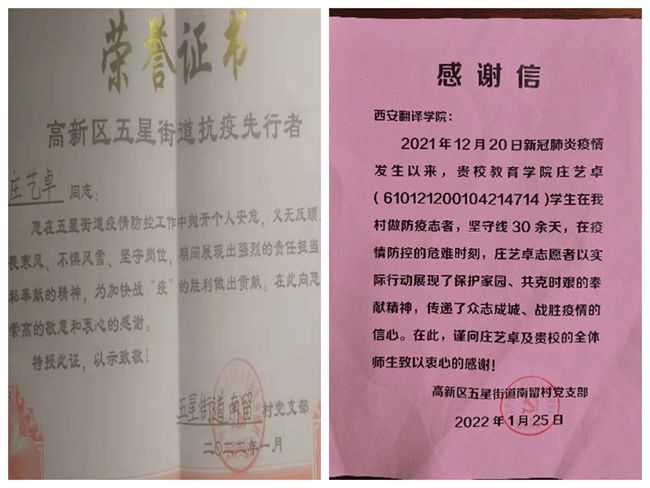 荣誉证书
高新区五星街道抗疫先行者
庄艺卓 同志：
您在五星街道疫情防控工作中抛开个人安危，义无反顾，
畏寒风、不惧风雪、坚守岗位，期间展现出强烈的责任担当
私奉献的精神，为加快战“疫”的胜利做出贡献。在此向您
崇高的敬意和衷心的感谢。
特授此证，以示致敬！
五星街道南留村党支部
二〇二二年一月
感谢信
西安翻译学院：
2021年12月20日新冠肺炎疫情
发生以来，贵校教育学院庄艺卓
（610121200104214714）学生在我
村做防疫志者，坚守线30余天，在疫
情防控的危难时刻，庄艺卓志愿者以实
际行动展现了保护家园、共克时艰的奉
献精神，传递了众志成城、战胜疫情的
信心。在此，谨向庄艺卓及贵校的全体
师生致以衷心的感谢！
高新区五星街道南留村党支部
2022年1月25日